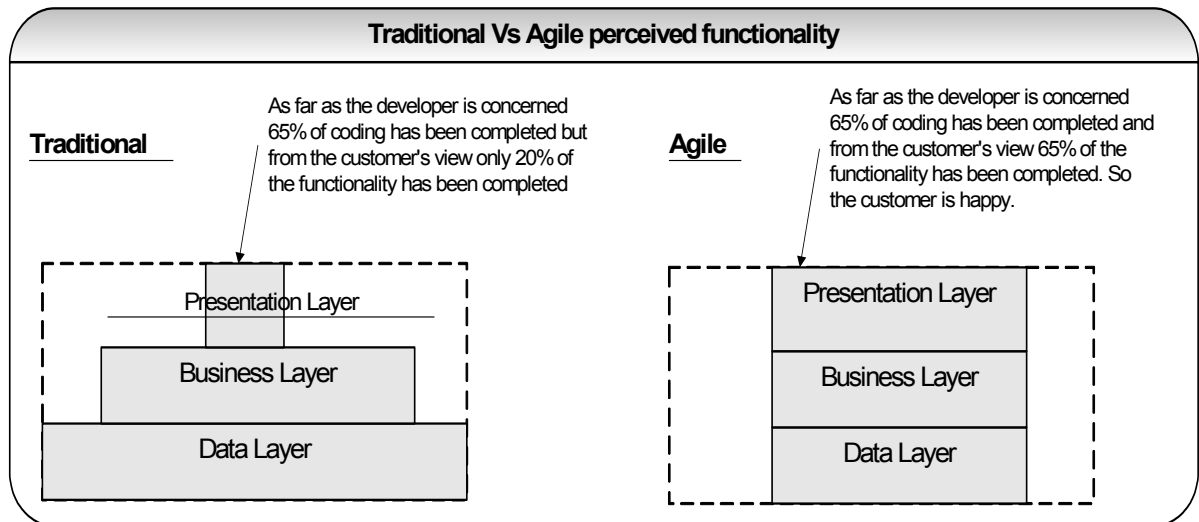 Traditional Vs Agile perceived functionality
Traditional
As far as the developer is concerned
65% of coding has been completed but
from the customer's view only 20% of
the functionality has been completed
Presentation Layer
Business Layer
Data Layer
Agile
As far as the developer is concerned
65% of coding has been completed and
from the customer's view 65% of the
functionality has been completed. So
the customer is happy.
Presentation Layer
Business Layer
Data Layer